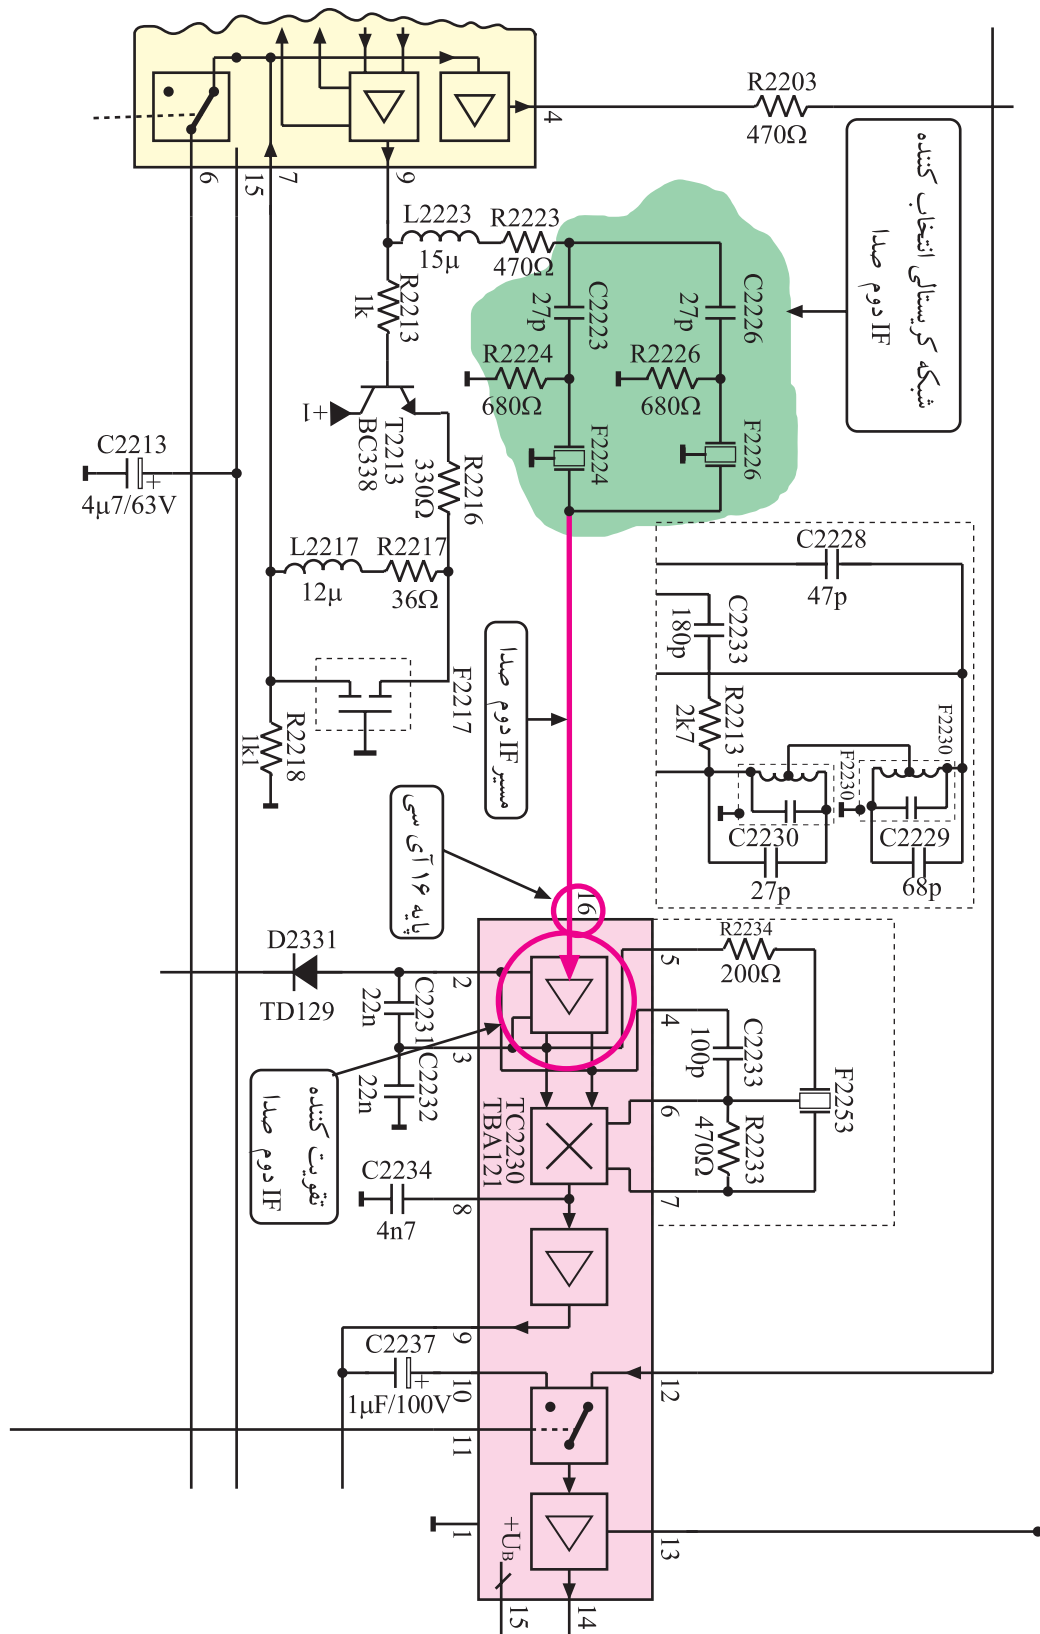 R2203
470Ω
4
6
15
7
9
شبکه کریستالی انتخاب کننده
IF دوم صدا
L2223
15μ
R2223
470Ω
R2213
1k
C2223
27p
C2226
27p
R2224
680Ω
R2226
680Ω
+1
T2213
BC338
F2224
F2226
C2213
+
4μ7/63V
R2216
330Ω
L2217
12μ
R2217
36Ω
C2228
47p
C2233
180p
R2213
2k7
F2217
R2218
1k1
مسیر IF دوم صدا
F2230
F2230
C2230
27p
C2229
68p
پایه ۱۶ آی سی
16
D2331
TD129
C2231
22n
C2232
22n
2
3
5
4
R2234
200Ω
C2233
100p
F2253
6
R2233
470Ω
7
تقویت کننده
IF دوم صدا
TC2230
TBA121
C2234
4n7
8
9
C2237
+
1μF/100V
10
12
11
1
+UB
13
15
14